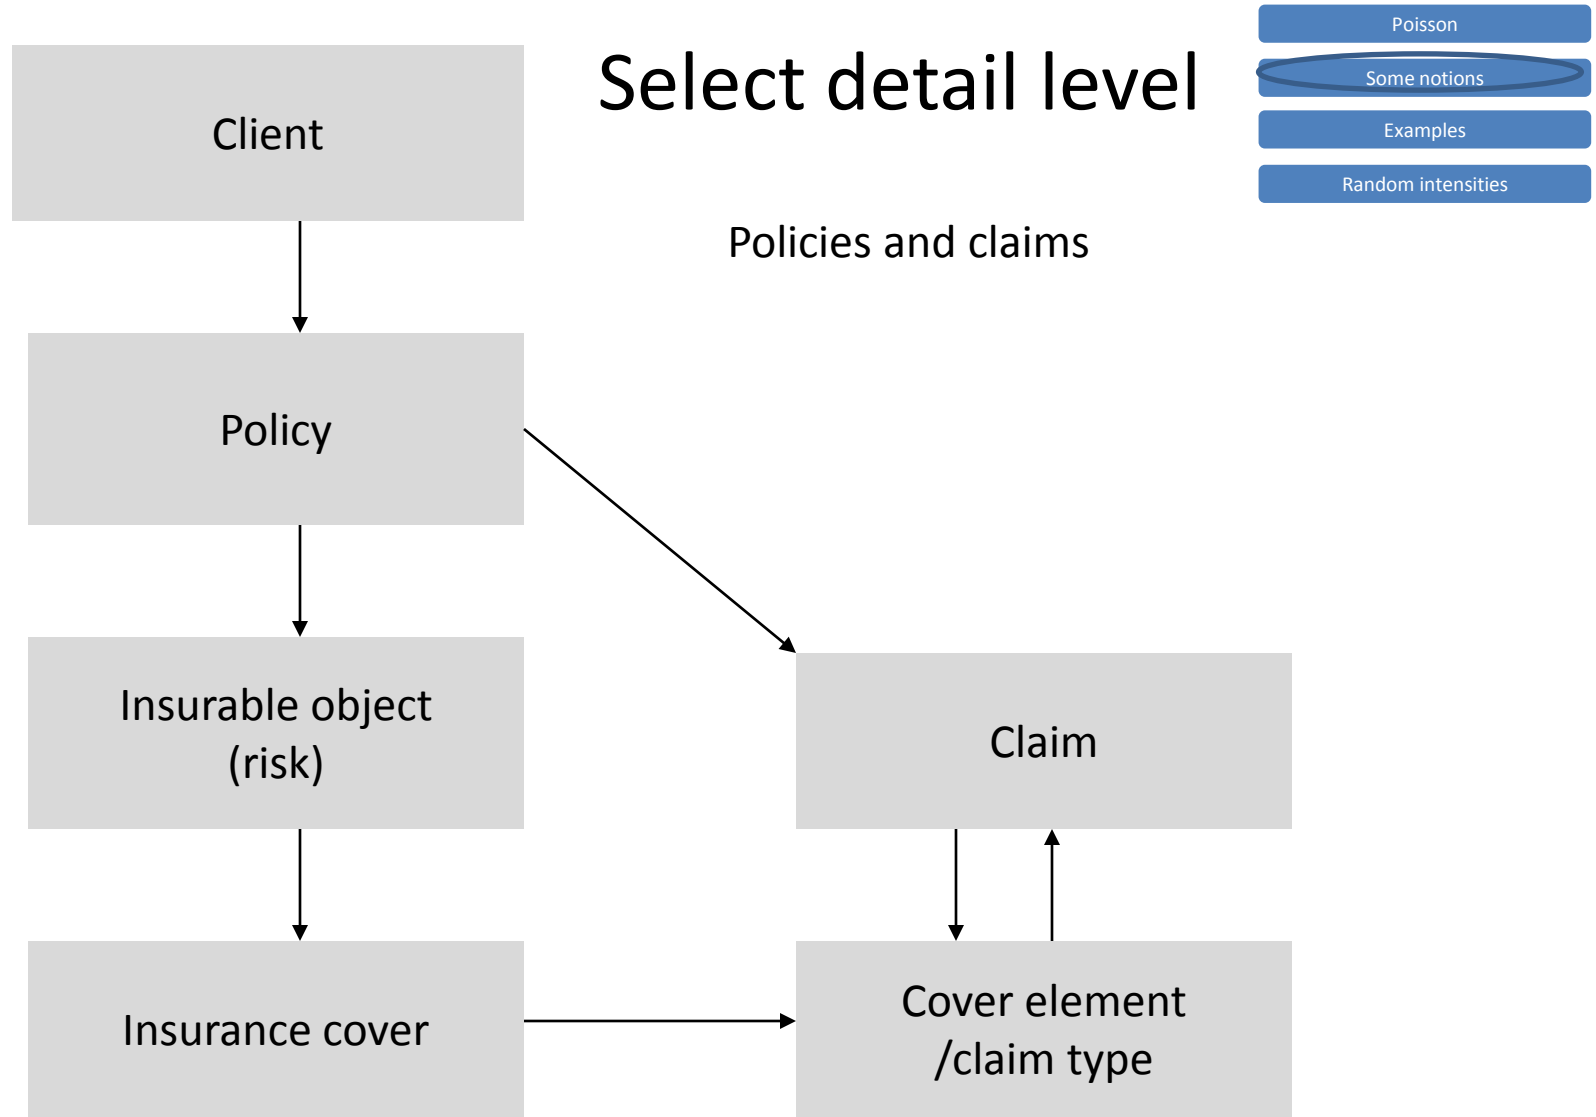 Select detail level
Poisson
Some notions
Examples
Random intensities
Policies and claims
Client
Policy
Insurable object
(risk)
Claim
Insurance cover
Cover element
/claim type